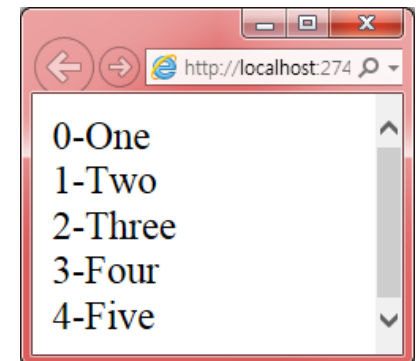 http://localhost:274
0-One
1-Two
2-Three
3-Four
4-Five